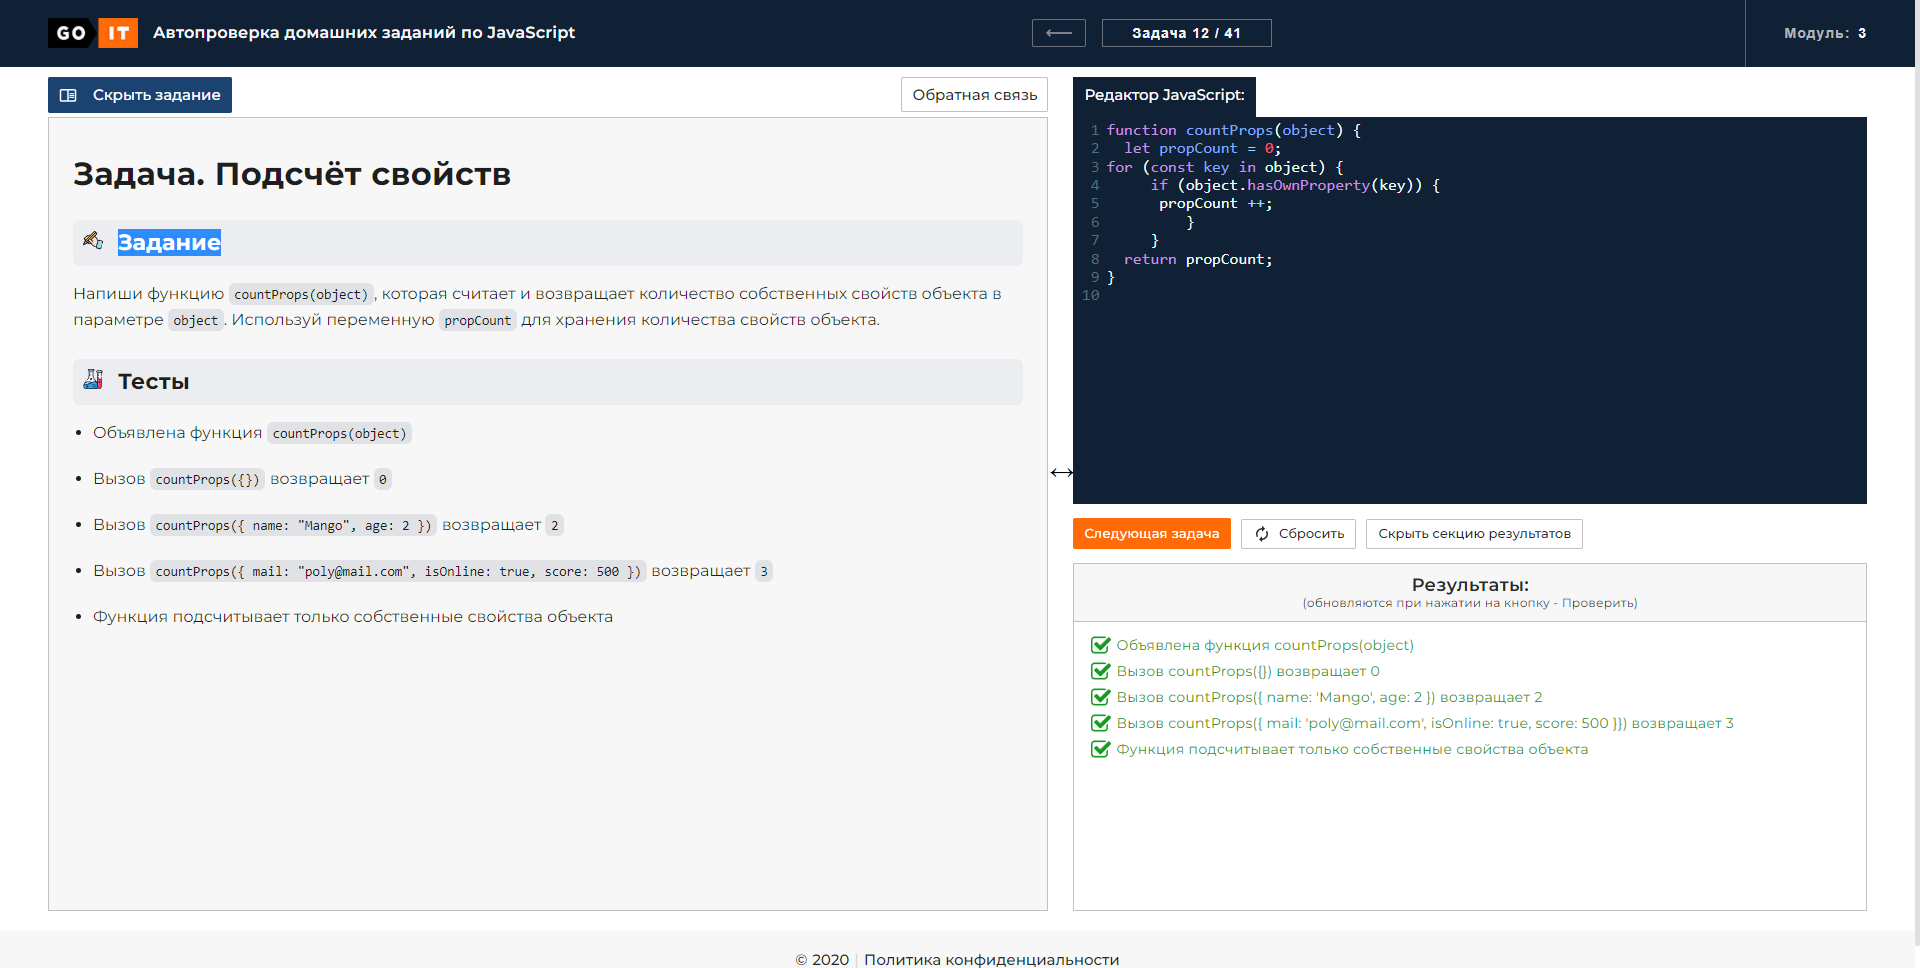 GO IT
Автопроверка домашних заданий по JavaScript
Задача 12 / 41
Модуль: 3
Скрыть задание
Обратная связь
Задача. Подсчёт свойств
Задание
Напиши функцию countProps(object), которая считает и возвращает количество собственных свойств объекта в
параметре object. Используй переменную propCount для хранения количества свойств объекта.
Тесты
Объявлена функция countProps(object)
Вызов countProps({}) возвращает 0
Вызов countProps({ name: "Mango", age: 2 }) возвращает 2
Вызов countProps({ mail: "poly@mail.com", isOnline: true, score: 500 }) возвращает 3
Функция подсчитывает только собственные свойства объекта
Редактор JavaScript:
1 function countProps(object) {
2   let propCount = 0;
3 for (const key in object) {
4      if (object.hasOwnProperty(key)) {
5       propCount ++;
6          }
7      }
8   return propCount;
9 }
10
Следующая задача
Сбросить
Скрыть секцию результатов
Результаты:
(обновляются при нажатии на кнопку - Проверить)
Объявлена функция countProps(object)
Вызов countProps({}) возвращает 0
Вызов countProps({ name: 'Mango', age: 2 }) возвращает 2
Вызов countProps({ mail: 'poly@mail.com', isOnline: true, score: 500 }}) возвращает 3
Функция подсчитывает только собственные свойства объекта
© 2020 | Политика конфиденциальности